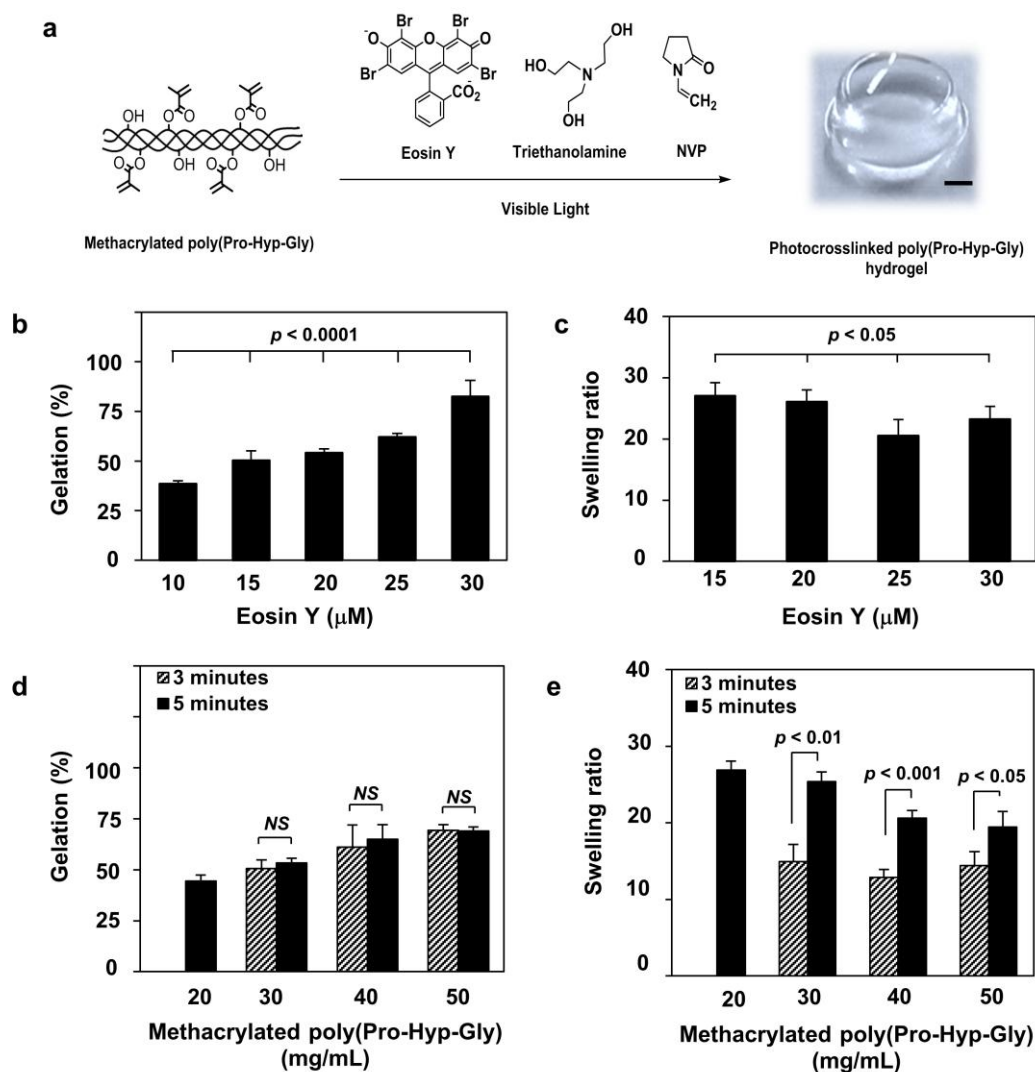 a
O⁻ Br Br O
Br Br
CO₂⁻
OH
HO N
OH
N O
CH₂
OH O O O O
O O OH O O OH
Eosin Y Triethanolamine NVP
Visible Light
Methacrylated poly(Pro-Hyp-Gly)
Photocrosslinked poly(Pro-Hyp-Gly)
hydrogel
b
p < 0.0001
Gelation (%)
100
75
50
25
0
10 15 20 25 30
Eosin Y (μM)
c
p < 0.05
Swelling ratio
40
30
20
10
0
15 20 25 30
Eosin Y (μM)
d
3 minutes
5 minutes
NS NS NS
Gelation (%)
100
75
50
25
0
20 30 40 50
Methacrylated poly(Pro-Hyp-Gly)
(mg/mL)
e
3 minutes
5 minutes
p < 0.01
p < 0.001 p < 0.05
Swelling ratio
40
30
20
10
0
20 30 40 50
Methacrylated poly(Pro-Hyp-Gly)
(mg/mL)